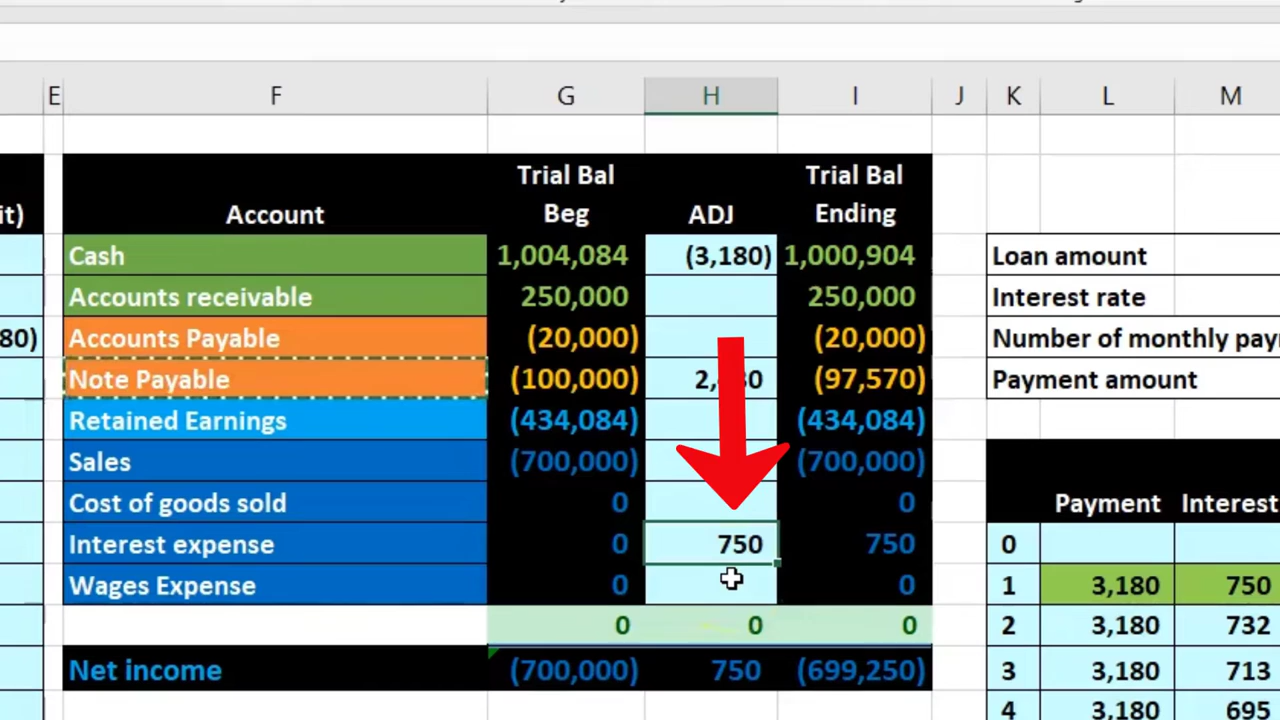 E F G H I J K L M
it) Account Trial Bal Beg ADJ Trial Bal Ending
Cash 1,004,084 (3,180) 1,000,904 Loan amount
Accounts receivable 250,000 250,000 Interest rate
80) Accounts Payable (20,000) (20,000) Number of monthly pay
Note Payable (100,000) (97,570) Payment amount
Retained Earnings (434,084) (434,084)
Sales (700,000) (700,000)
Cost of goods sold 0 0 Payment Interest
Interest expense 0 750 750 0
Wages Expense 0 0 1 3,180 750
0 0 0 2 3,180 732
Net income (700,000) 750 (699,250) 3 3,180 713
4 3,180 695